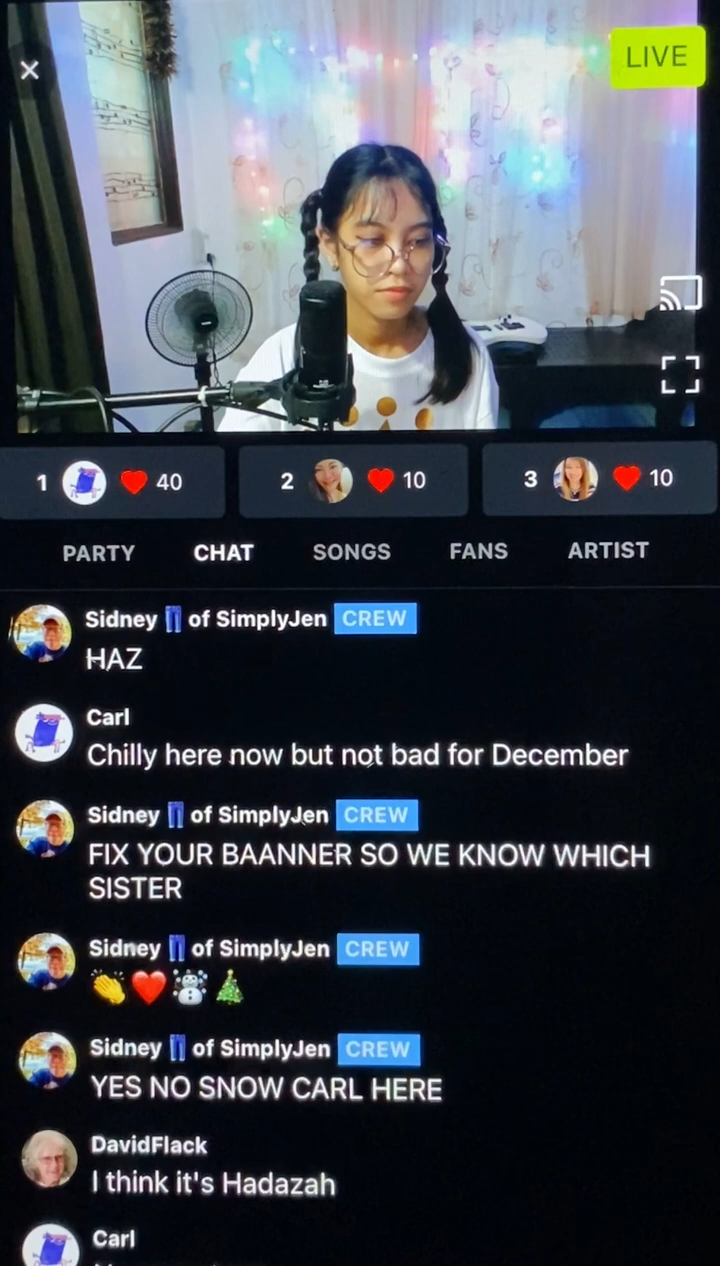 LIVE
1 40 2 10 3 10
PARTY CHAT SONGS FANS ARTIST
Sidney 👖 of SimplyJen CREW
HAZ
Carl
Chilly here now but not bad for December
Sidney 👖 of SimplyJen CREW
FIX YOUR BAANNER SO WE KNOW WHICH
SISTER
Sidney 👖 of SimplyJen CREW
👏❤️☃️🎄
Sidney 👖 of SimplyJen CREW
YES NO SNOW CARL HERE
DavidFlack
I think it's Hadazah
Carl